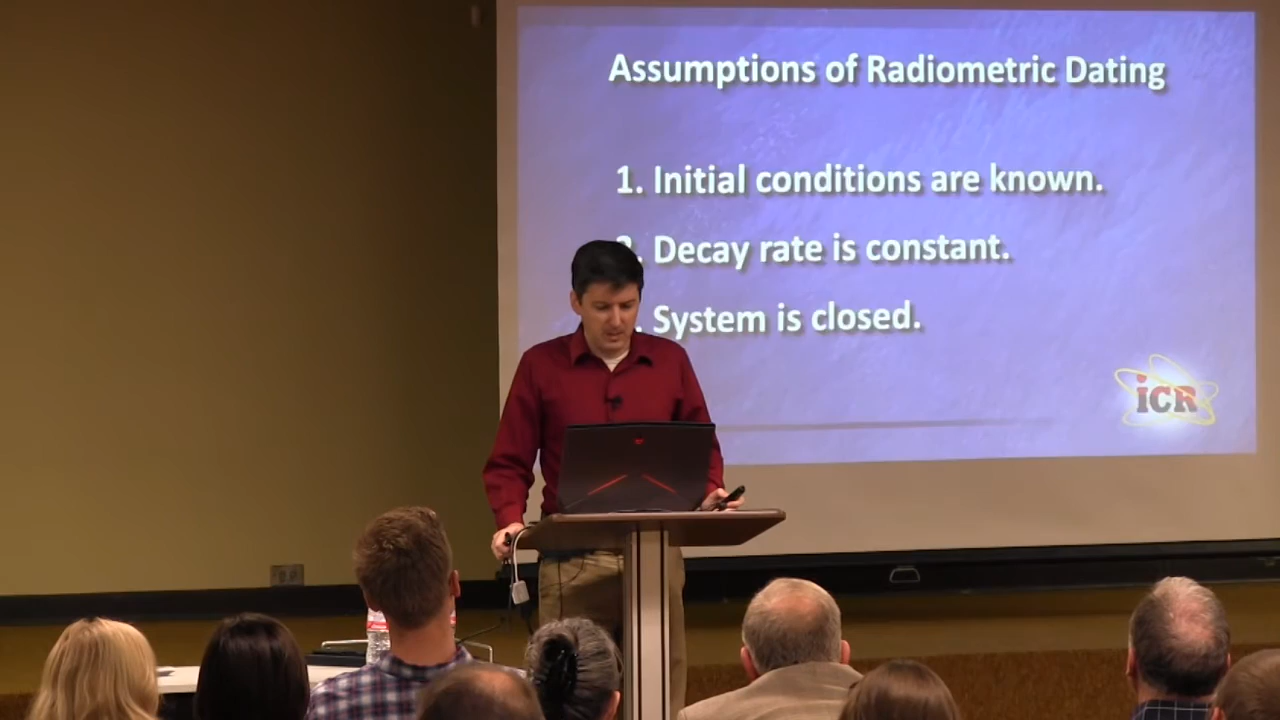 Assumptions of Radiometric Dating
1. Initial conditions are known.
. Decay rate is constant.
. System is closed.
iCR